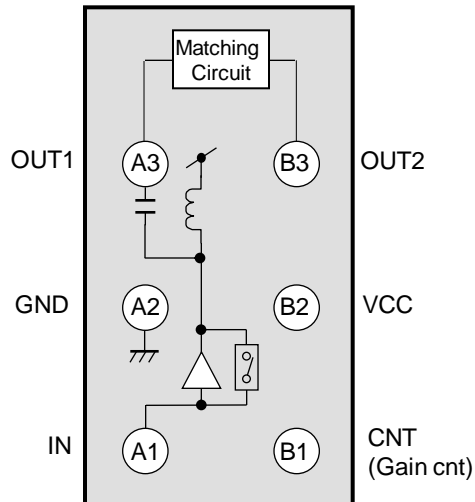 Matching
Circuit
OUT1
A3
B3
OUT2
GND
A2
B2
VCC
IN
A1
B1
CNT
(Gain cnt)